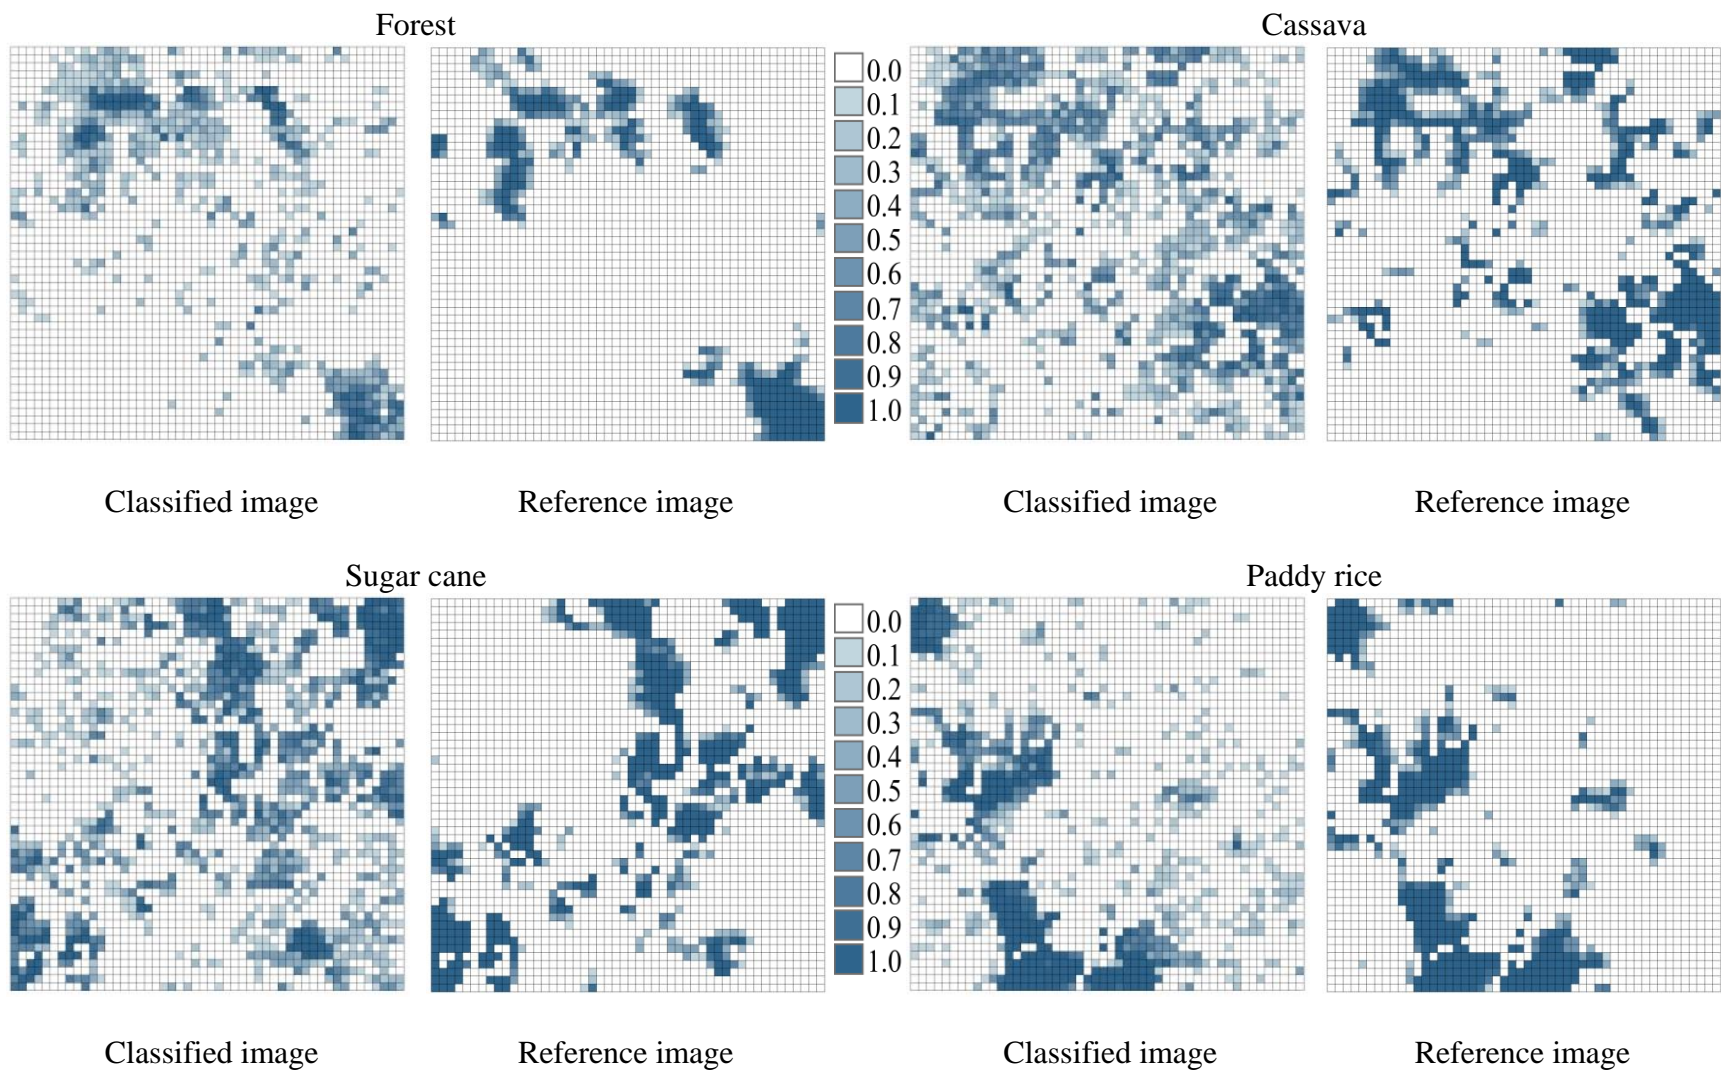 Forest
Cassava
0.0
0.1
0.2
0.3
0.4
0.5
0.6
0.7
0.8
0.9
1.0
Classified image
Reference image
Classified image
Reference image
Sugar cane
Paddy rice
0.0
0.1
0.2
0.3
0.4
0.5
0.6
0.7
0.8
0.9
1.0
Classified image
Reference image
Classified image
Reference image